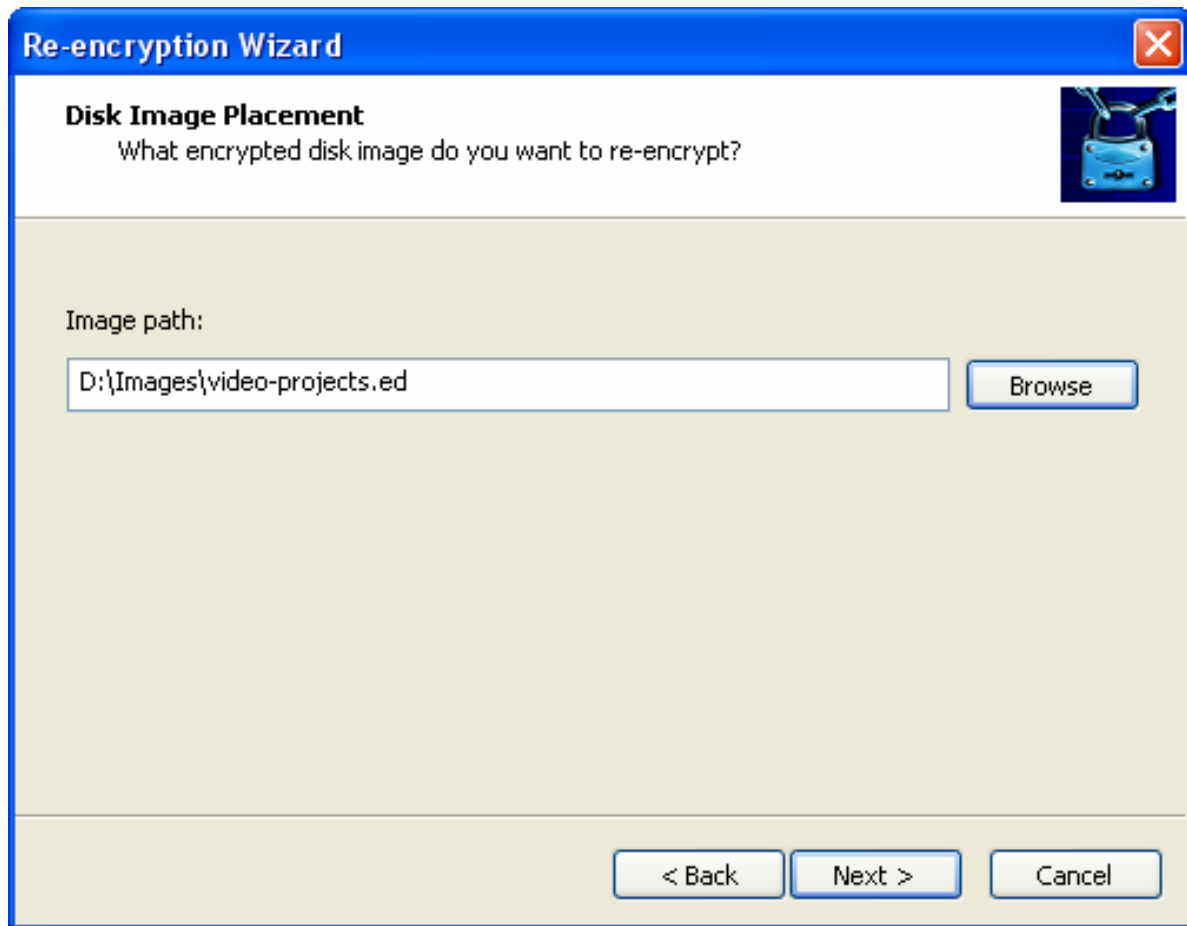 Re-encryption Wizard
Disk Image Placement
What encrypted disk image do you want to re-encrypt?
Image path:
D:\Images\video-projects.ed
Browse
< Back
Next >
Cancel